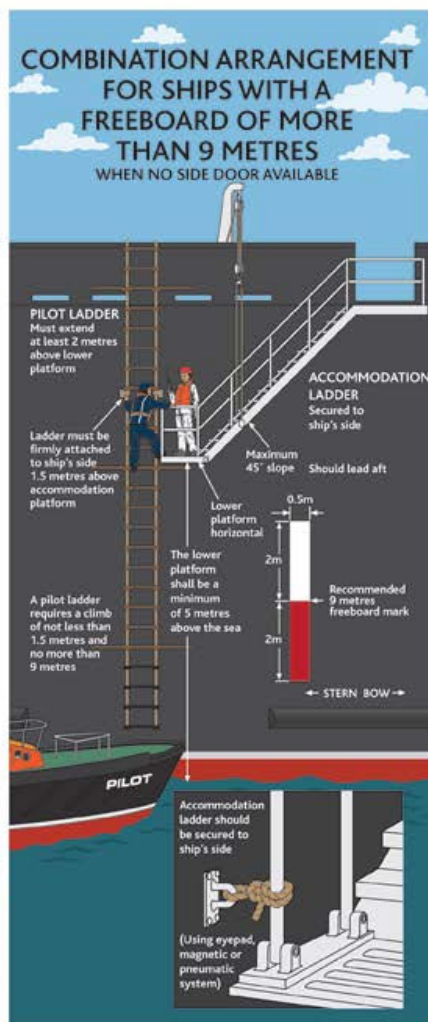 COMBINATION ARRANGEMENT
FOR SHIPS WITH A
FREEBOARD OF MORE
THAN 9 METRES
WHEN NO SIDE DOOR AVAILABLE
PILOT LADDER
Must extend
at least 2 metres
above lower
platform
Ladder must be
firmly attached
to ship's side
1.5 metres above
accommodation
platform
A pilot ladder
requires a climb
of not less than
1.5 metres and
no more than
9 metres
The lower
platform
shall be a
minimum
of 5 metres
above the sea
Lower
platform
horizontal
Maximum
45° slope
ACCOMMODATION
LADDER
Secured to
ship's side
Should lead aft
0.5m
2m
2m
Recommended
9 metres
freeboard mark
STERN BOW
PILOT
Accommodation
ladder should
be secured to
ship's side
(Using eyepad,
magnetic or
pneumatic
system)